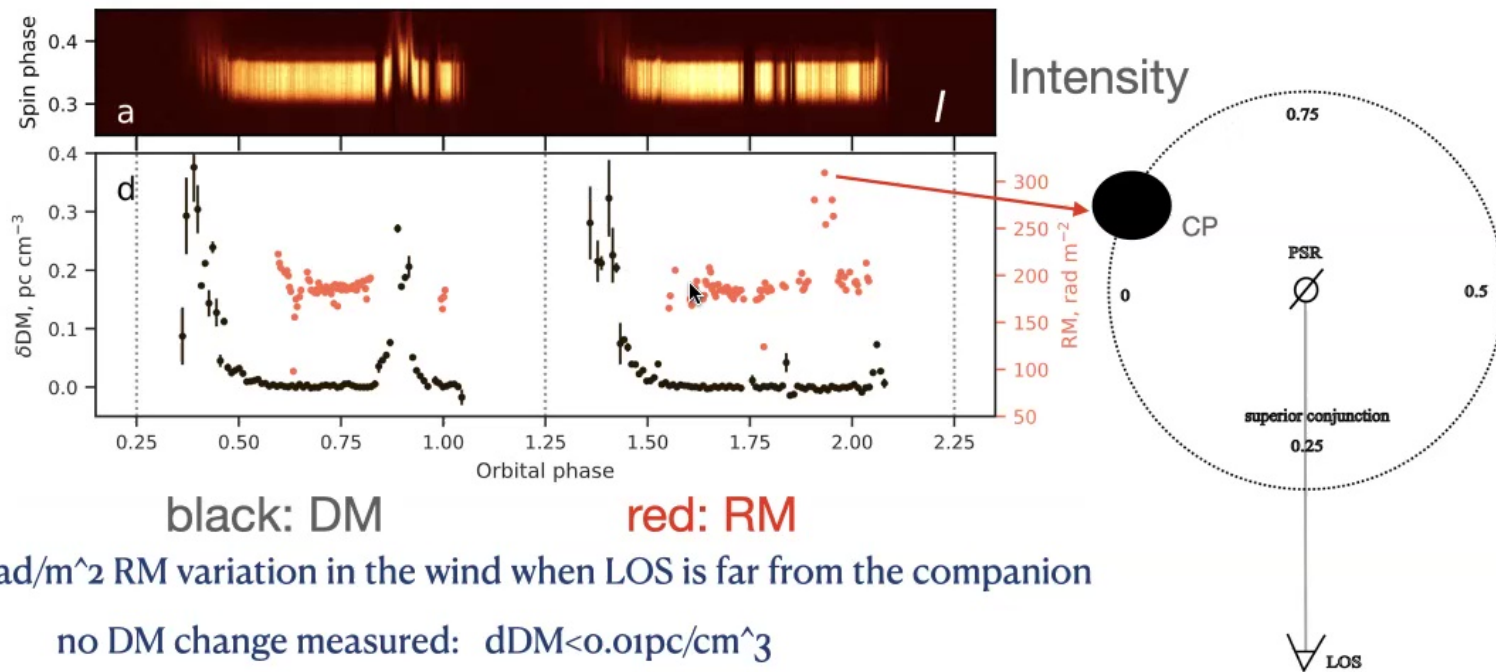 Spin phase
0.4
0.3
a
I
Intensity
δDM, pc cm⁻³
0.4
0.3
0.2
0.1
0.0
d
300
250
200
150
100
50
RM, rad m⁻²
0.25 0.50 0.75 1.00 1.25 1.50 1.75 2.00 2.25
Orbital phase
0.75
CP
PSR
0
0.5
superior conjunction
0.25
LOS
black: DM
red: RM
ad/m^2 RM variation in the wind when LOS is far from the companion
no DM change measured: dDM<0.01pc/cm^3